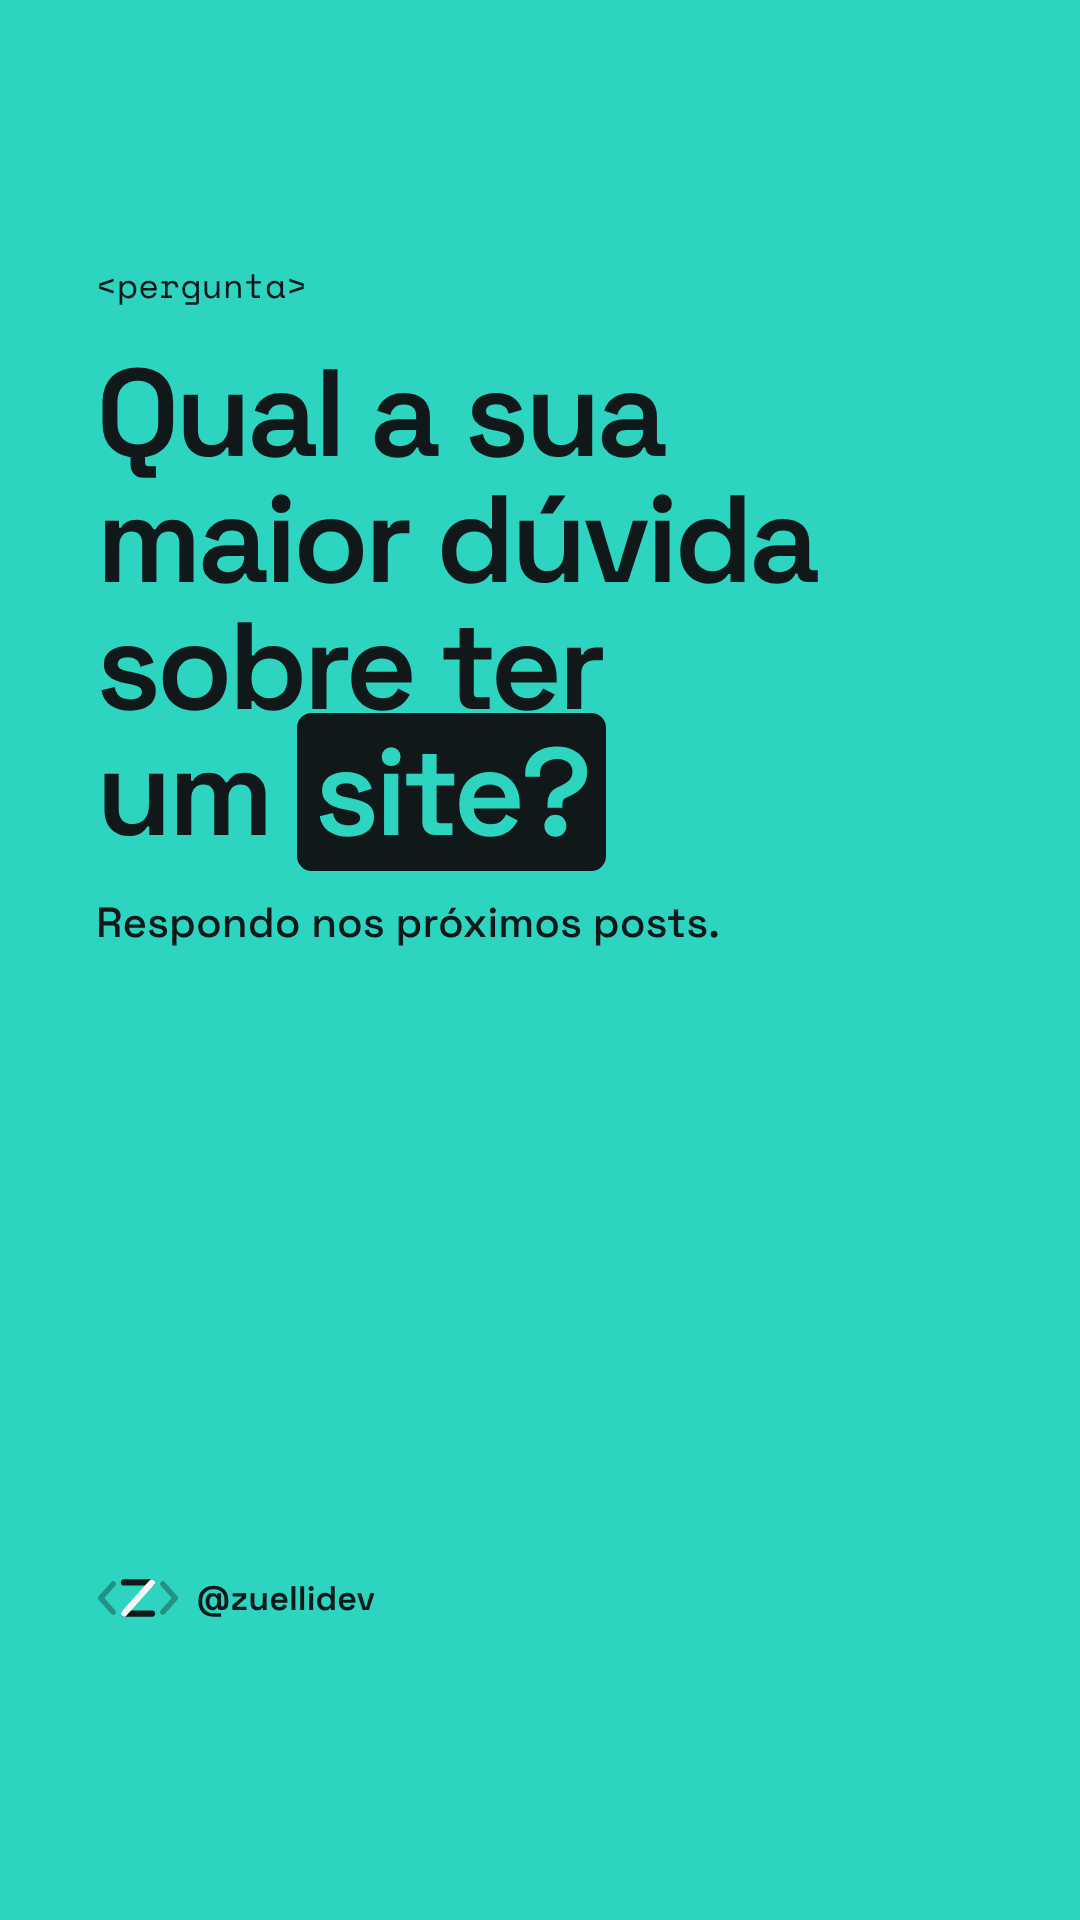 <pergunta>
Qual a sua
maior dúvida
sobre ter
um site?
Respondo nos próximos posts.
<Z> @zuellidev